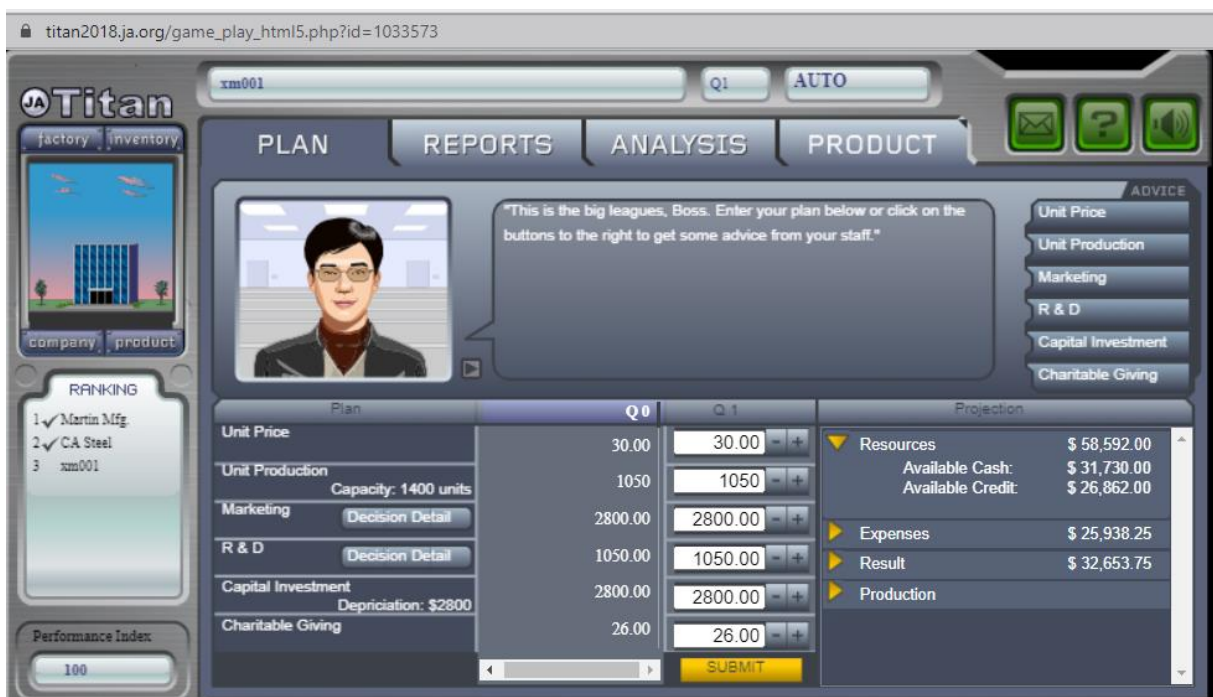 titan2018.ja.org/game_play_html5.php?id=1033573
xm001
Q1
AUTO
JA Titan
factory inventory
company product
PLAN
REPORTS
ANALYSIS
PRODUCT
ADVICE
"This is the big leagues, Boss. Enter your plan below or click on the
buttons to the right to get some advice from your staff."
Unit Price
Unit Production
Marketing
R & D
Capital Investment
Charitable Giving
RANKING
1 Martin Mfg.
2 CA Steel
3 xm001
Performance Index
100
Plan Q 0 Q 1 Projection
Unit Price 30.00 30.00 - +
Unit Production
Capacity: 1400 units 1050 1050 - +
Marketing Decision Detail 2800.00 2800.00 - +
R & D Decision Detail 1050.00 1050.00 - +
Capital Investment
Depriciation: $2800 2800.00 2800.00 - +
Charitable Giving 26.00 26.00 - +
SUBMIT
Resources $ 58,592.00
Available Cash: $ 31,730.00
Available Credit: $ 26,862.00
Expenses $ 25,938.25
Result $ 32,653.75
Production